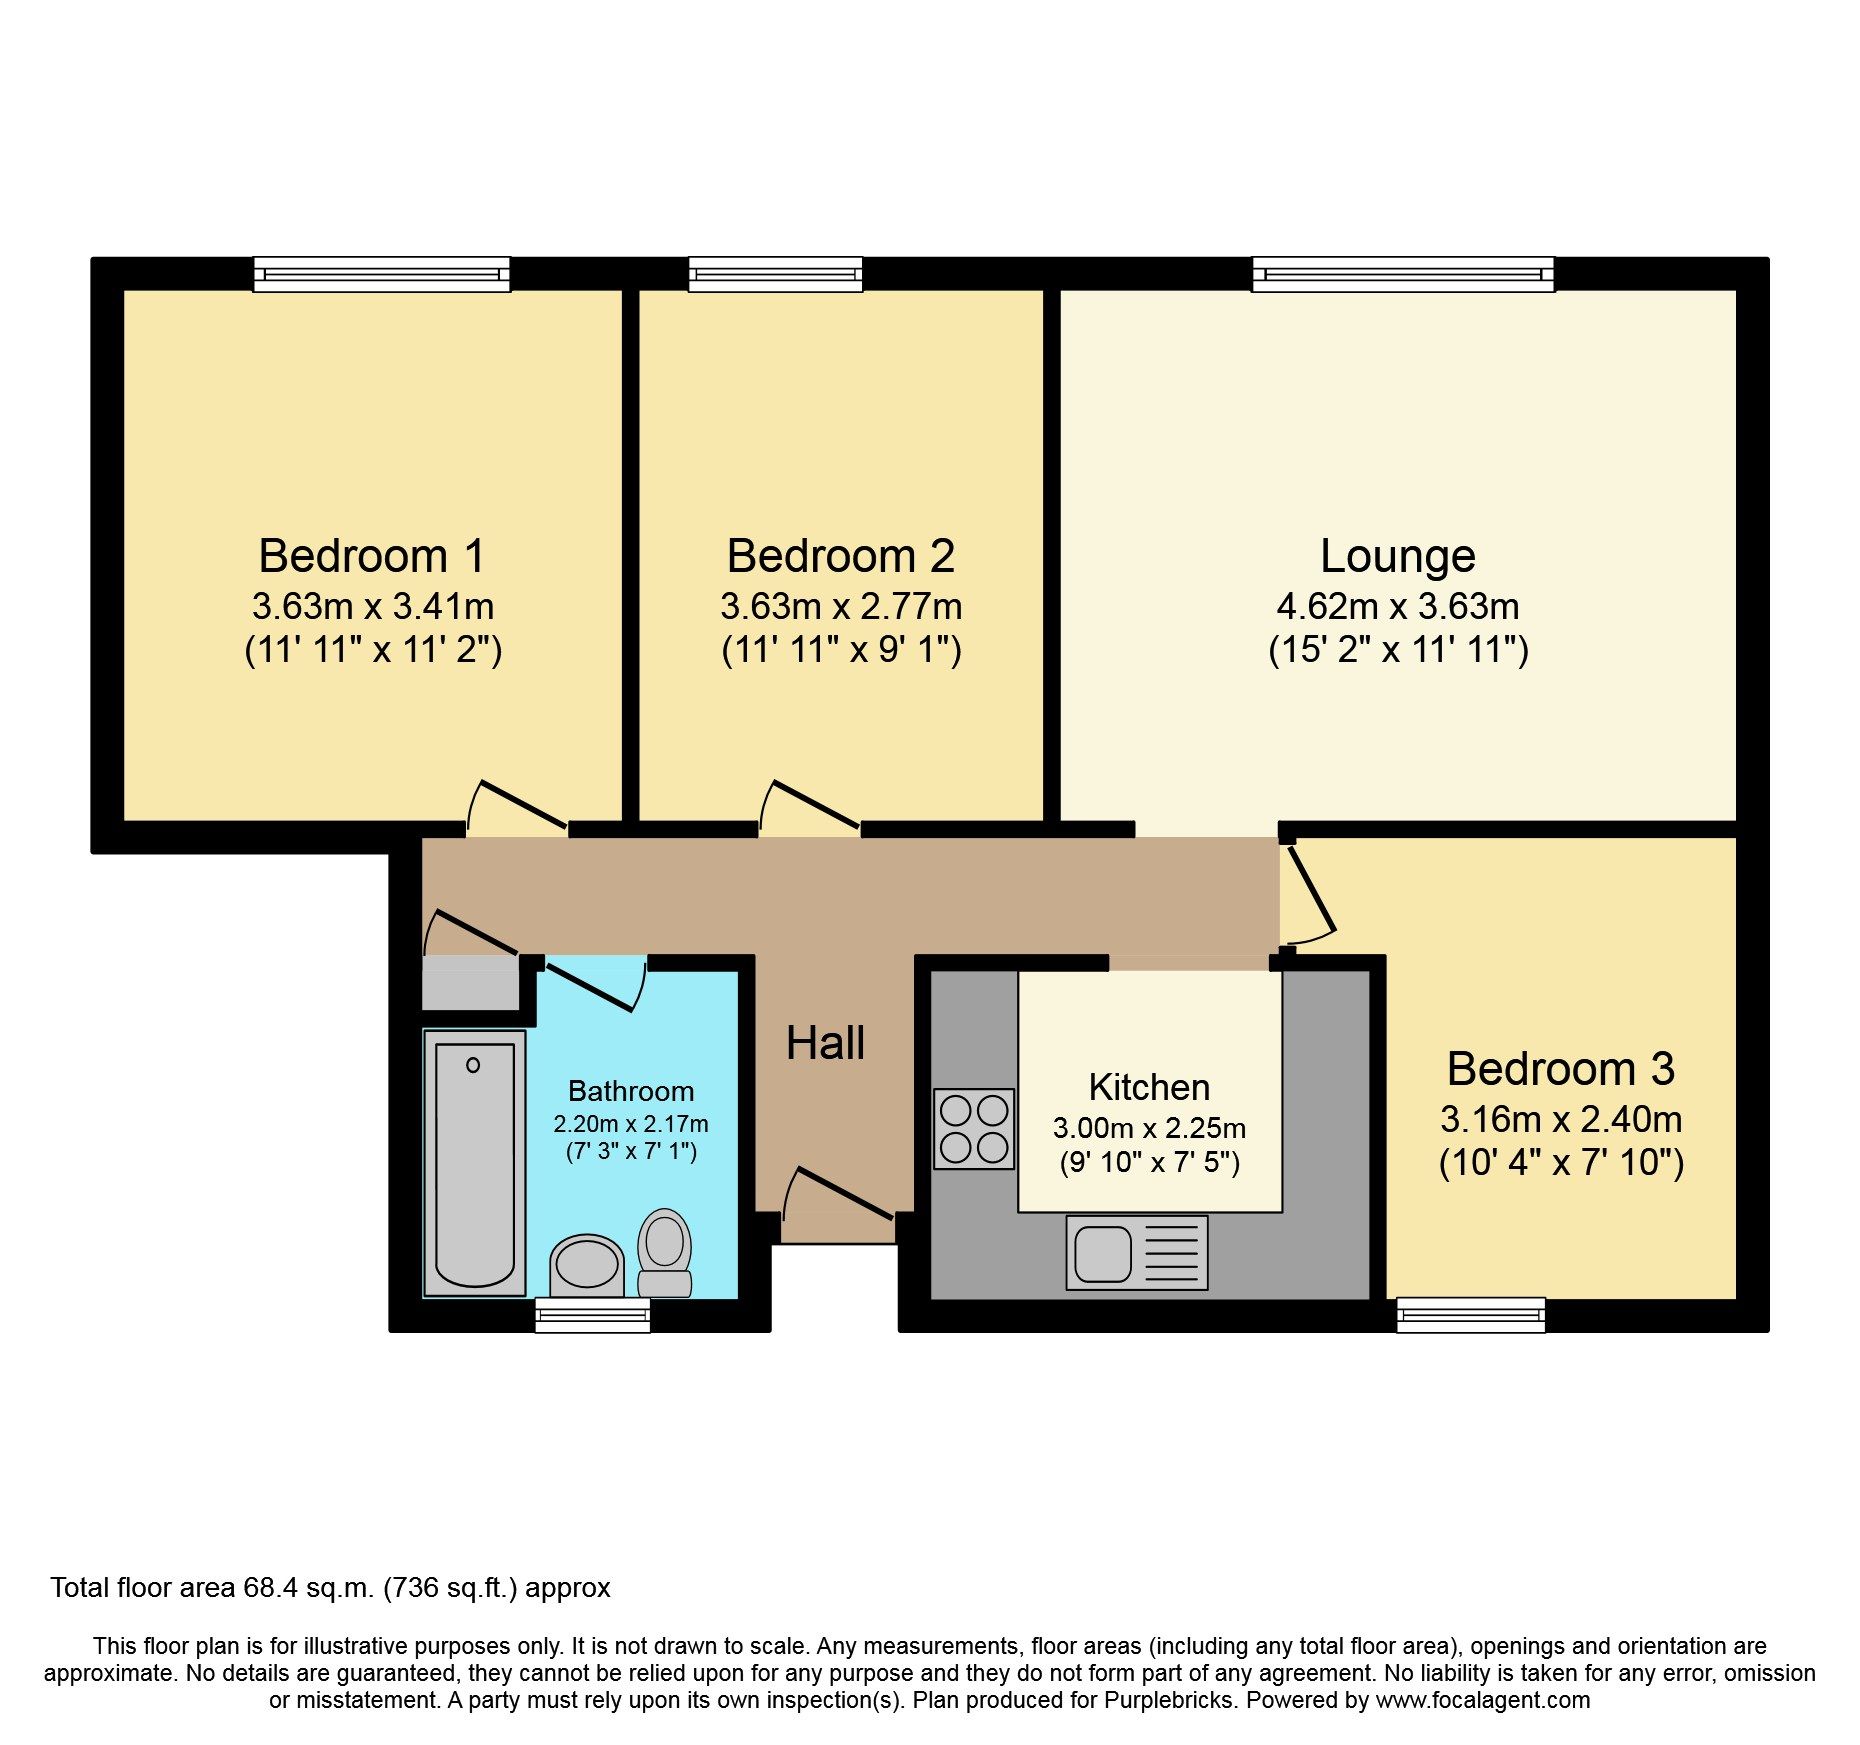 Bedroom 1
3.63m x 3.41m
(11' 11" x 11' 2")
Bedroom 2
3.63m x 2.77m
(11' 11" x 9' 1")
Lounge
4.62m x 3.63m
(15' 2" x 11' 11")
Hall
Bathroom
2.20m x 2.17m
(7' 3" x 7' 1")
Kitchen
3.00m x 2.25m
(9' 10" x 7' 5")
Bedroom 3
3.16m x 2.40m
(10' 4" x 7' 10")
Total floor area 68.4 sq.m. (736 sq.ft.) approx
This floor plan is for illustrative purposes only. It is not drawn to scale. Any measurements, floor areas (including any total floor area), openings and orientation are
approximate. No details are guaranteed, they cannot be relied upon for any purpose and they do not form part of any agreement. No liability is taken for any error, omission
or misstatement. A party must rely upon its own inspection(s). Plan produced for Purplebricks. Powered by www.focalagent.com